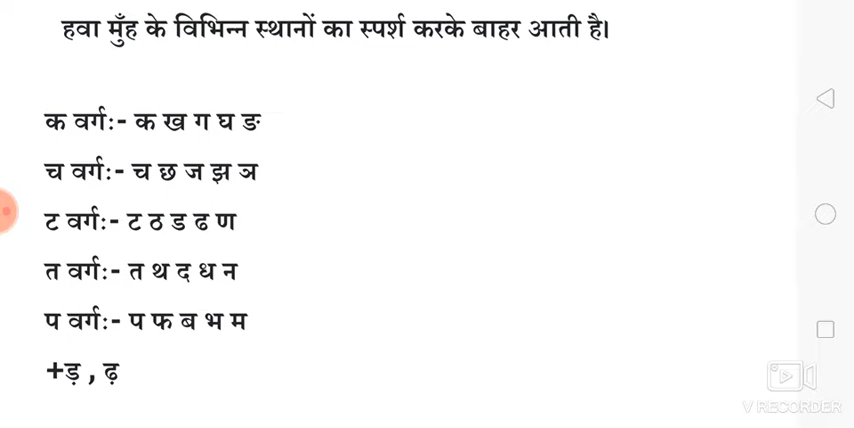 हवा मुँह के विभिन्न स्थानों का स्पर्श करके बाहर आती है।
क वर्गः- क ख ग घ ङ
च वर्गः- च छ ज झ ञ
ट वर्गः- ट ठ ड ढ ण
त वर्गः- त थ द ध न
प वर्गः- प फ ब भ म
+ड़ , ढ़
V RECORDER